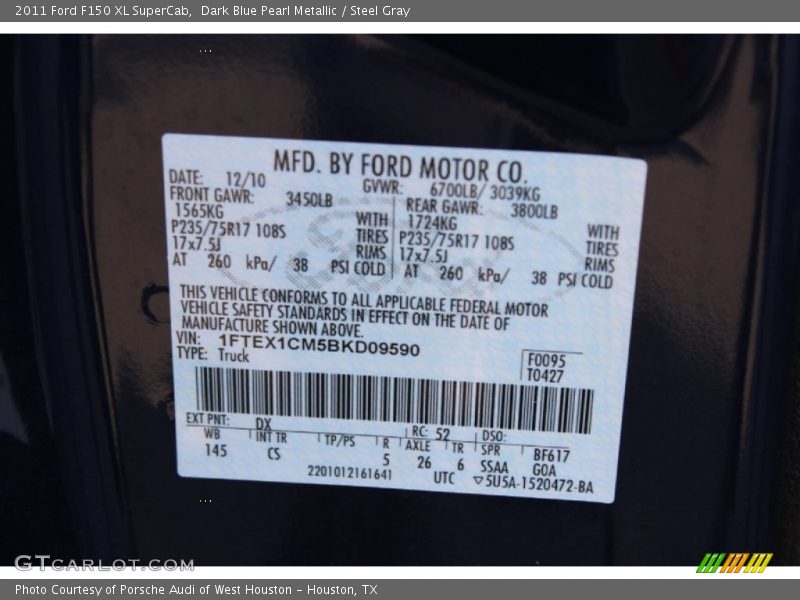 2011 Ford F150 XL SuperCab,  Dark Blue Pearl Metallic / Steel Gray
MFD. BY FORD MOTOR CO.
DATE: 12/10 GVWR: 6700LB/ 3039KG
FRONT GAWR: 3450LB REAR GAWR: 3800LB
1565KG WITH 1724KG WITH
P235/75R17 108S TIRES P235/75R17 108S TIRES
17x7.5J RIMS 17x7.5J RIMS
AT 260 kPa/ 38 PSI COLD AT 260 kPa/ 38 PSI COLD
THIS VEHICLE CONFORMS TO ALL APPLICABLE FEDERAL MOTOR
VEHICLE SAFETY STANDARDS IN EFFECT ON THE DATE OF
MANUFACTURE SHOWN ABOVE.
VIN: 1FTEX1CM5BKD09590
TYPE: Truck
F0095
T0427
EXT PNT: DX RC: 52 DSO:
WB INT TR TP/PS R AXLE TR SPR BF617
145 CS 5 26 6 SSAA GOA
2201012161641 UTC ▽5U5A-1520472-BA
GTCARLOT.COM
Photo Courtesy of Porsche Audi of West Houston - Houston, TX